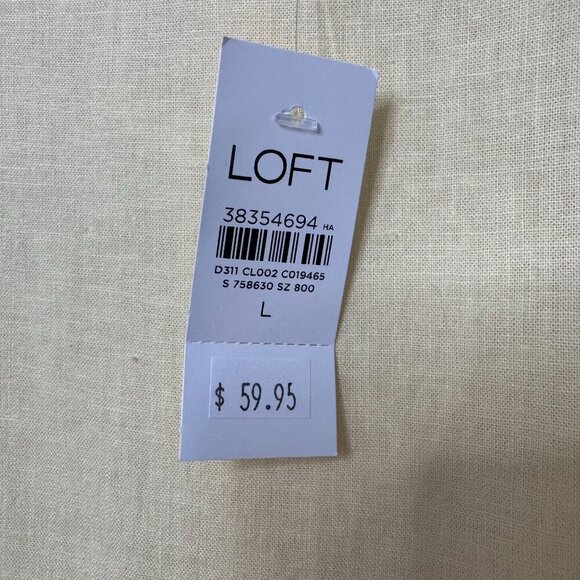 LOFT
38354694 HA
D311 CL002 C019465
S 758630 SZ 800
L
$ 59.95